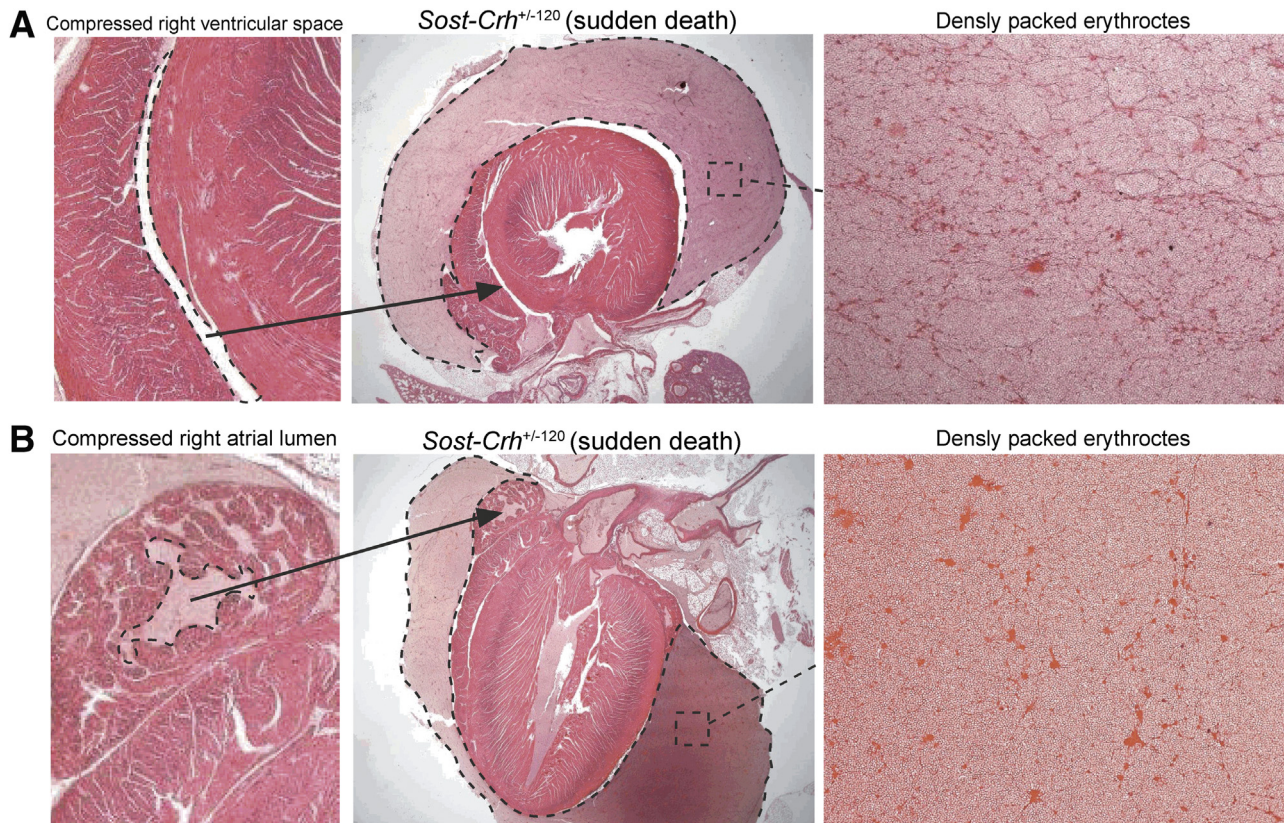 A
Compressed right ventricular space
Sost-Crh+/-120 (sudden death)
Densly packed erythroctes
B
Compressed right atrial lumen
Sost-Crh+/-120 (sudden death)
Densly packed erythroctes